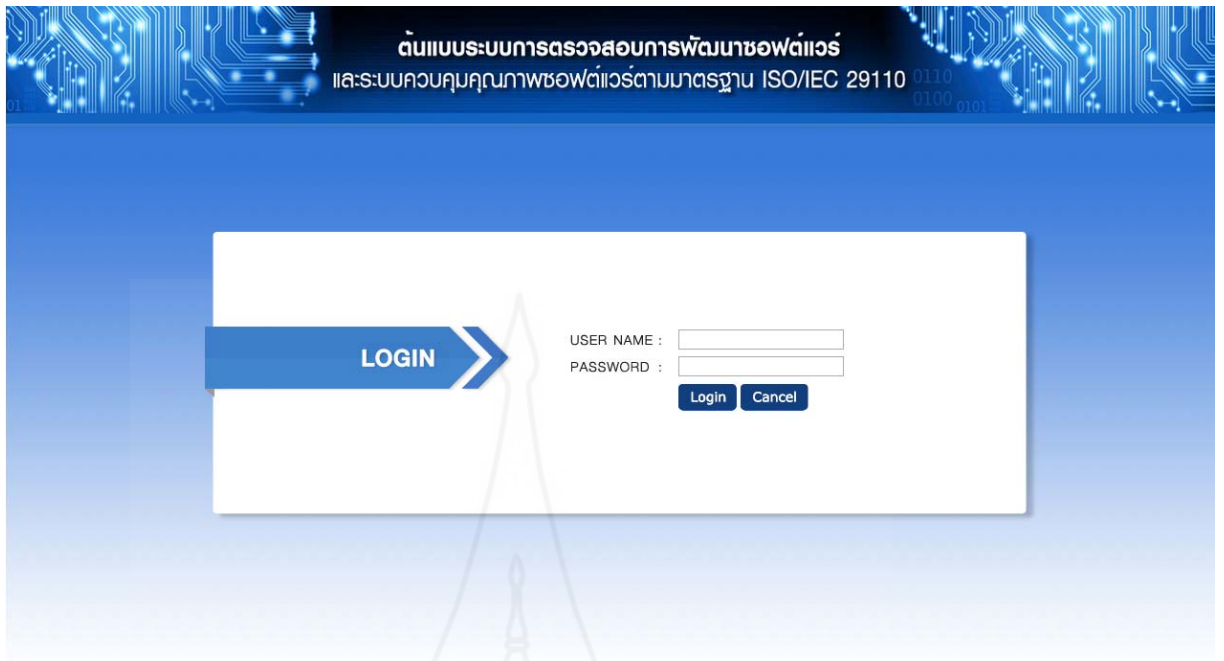 ต้นแบบระบบการตรวจสอบการพัฒนาซอฟต์แวร์
และระบบควบคุมคุณภาพซอฟต์แวร์ตามมาตรฐาน ISO/IEC 29110
0110
0100
0101
01
LOGIN
USER NAME :
PASSWORD :
Login
Cancel